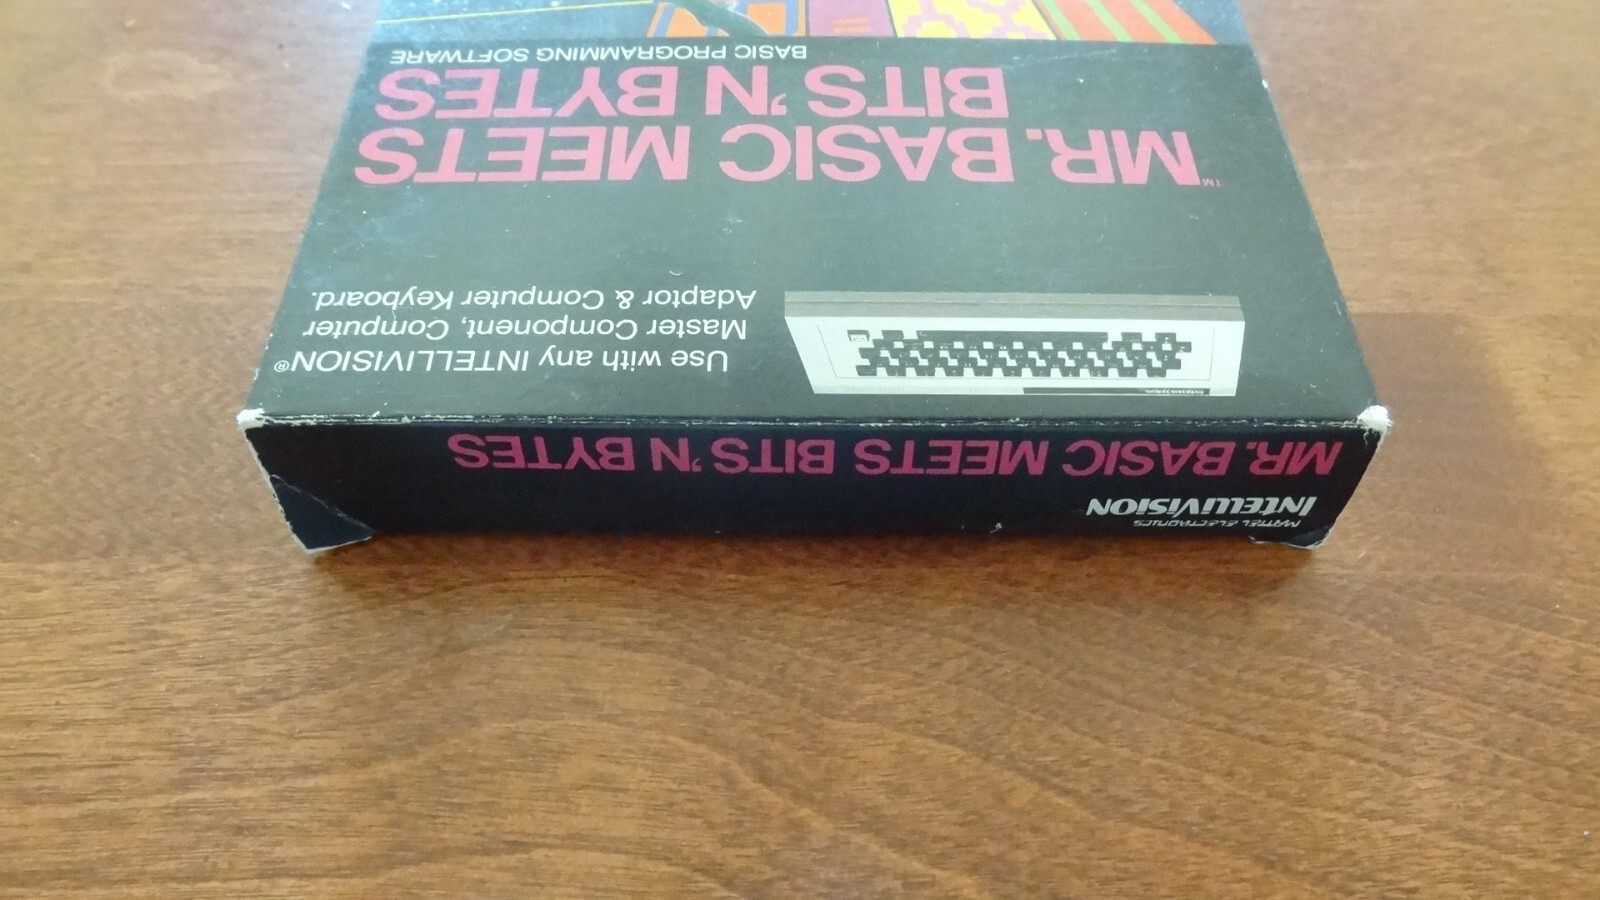 MATTEL ELECTRONICS
INTELLIVISION
MR. BASIC MEETS BITS 'N BYTES
Use with any INTELLIVISION®
Master Component, Computer
Adaptor & Computer Keyboard.
MR. BASIC MEETS™
BITS 'N BYTES
BASIC PROGRAMMING SOFTWARE